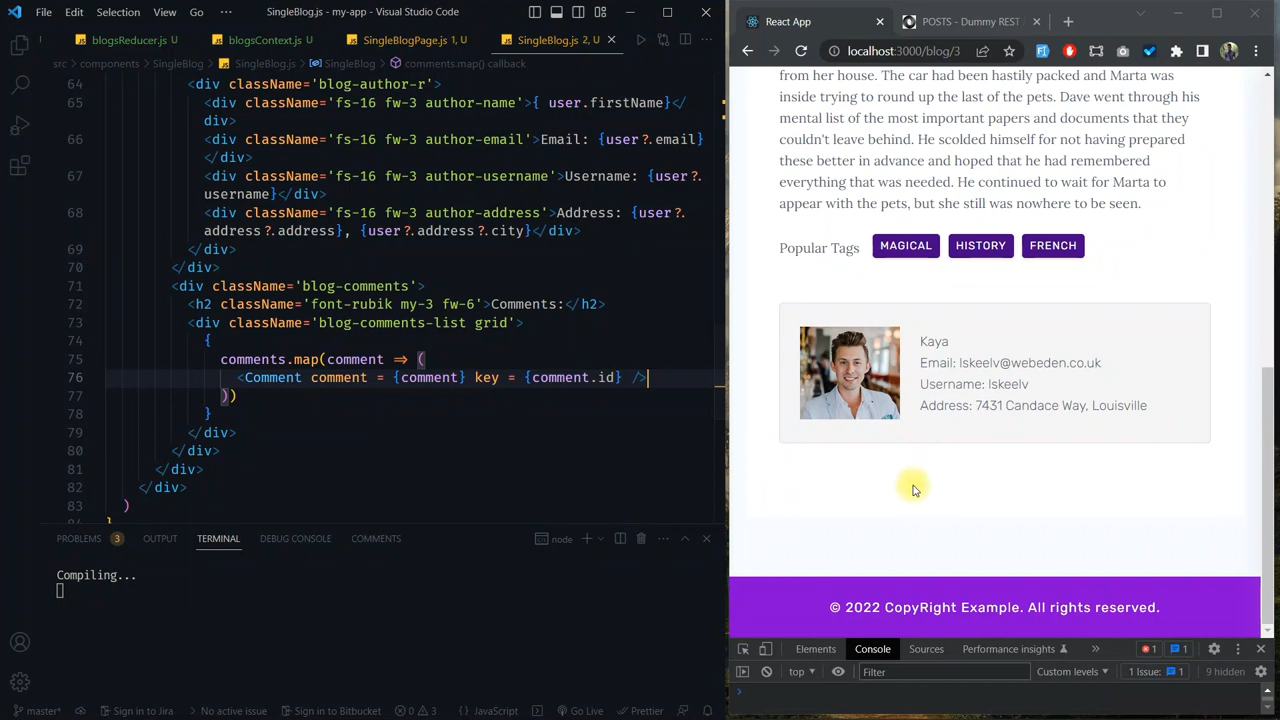 File Edit Selection View Go ··· SingleBlog.js - my-app - Visual Studio Code
blogsReducer.js U blogsContext.js U SingleBlogPage.js 1, U SingleBlog.js 2, U
src > components > SingleBlog > SingleBlog.js > SingleBlog > comments.map() callback
64 <div className='blog-author-r'>
65 <div className='fs-16 fw-3 author-name'>{ user.firstName}</
div>
66 <div className='fs-16 fw-3 author-email'>Email: {user?.email}
</div>
67 <div className='fs-16 fw-3 author-username'>Username: {user?.
username}</div>
68 <div className='fs-16 fw-3 author-address'>Address: {user?.
address?.address}, {user?.address?.city}</div>
69 </div>
70 </div>
71 <div className='blog-comments'>
72 <h2 className='font-rubik my-3 fw-6'>Comments:</h2>
73 <div className='blog-comments-list grid'>
74 {
75 comments.map(comment => (
76 <Comment comment = {comment} key = {comment.id} />
77 ))
78 }
79 </div>
80 </div>
81 </div>
82 </div>
83 )
84 }
PROBLEMS 3 OUTPUT TERMINAL DEBUG CONSOLE COMMENTS node
Compiling...
master* Sign in to Jira No active issue Sign in to Bitbucket 0 3 JavaScript Go Live Prettier
React App POSTS - Dummy REST
localhost:3000/blog/3
from her house. The car had been hastily packed and Marta was
inside trying to round up the last of the pets. Dave went through his
mental list of the most important papers and documents that they
couldn't leave behind. He scolded himself for not having prepared
these better in advance and hoped that he had remembered
everything that was needed. He continued to wait for Marta to
appear with the pets, but she still was nowhere to be seen.
Popular Tags MAGICAL HISTORY FRENCH
Kaya
Email: lskeelv@webeden.co.uk
Username: lskeelv
Address: 7431 Candace Way, Louisville
© 2022 CopyRight Example. All rights reserved.
Elements Console Sources Performance insights » 1 1
top Filter Custom levels 1 Issue: 1 9 hidden